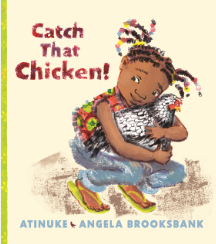 Catch
That
Chicken!
ATINUKE ANGELA BROOKSBANK